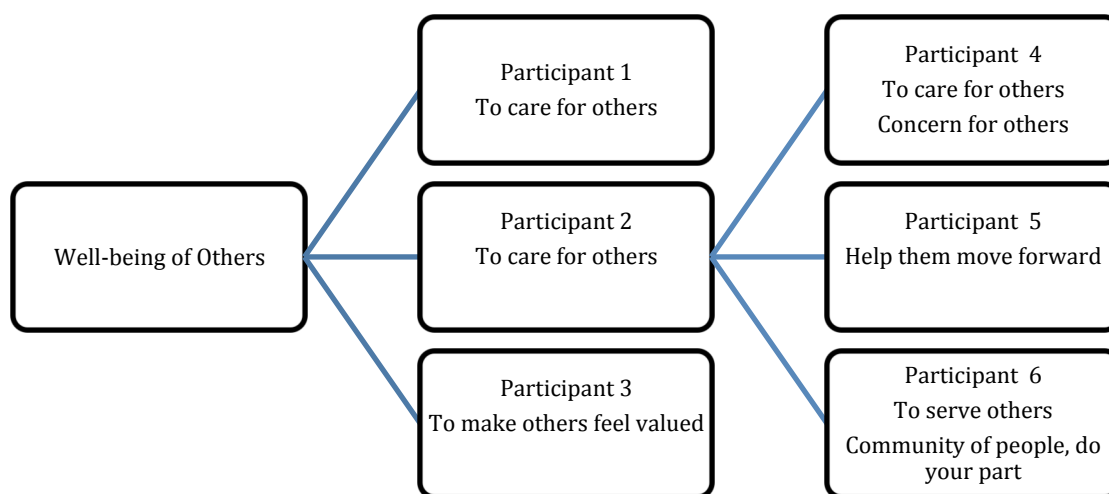 Well-being of Others
Participant 1
To care for others
Participant 2
To care for others
Participant 3
To make others feel valued
Participant 4
To care for others
Concern for others
Participant 5
Help them move forward
Participant 6
To serve others
Community of people, do
your part